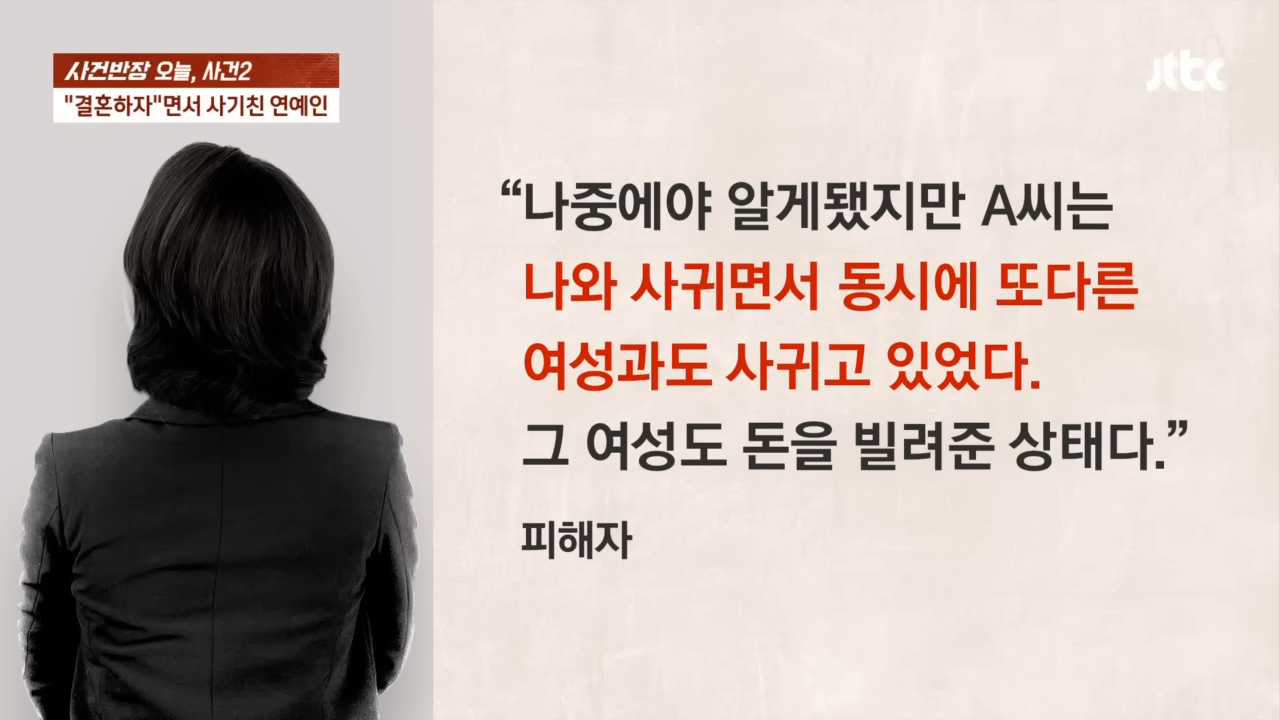 사건반장 오늘, 사건2
"결혼하자"면서 사기친 연예인
jtbc
“나중에야 알게됐지만 A씨는
나와 사귀면서 동시에 또다른
여성과도 사귀고 있었다.
그 여성도 돈을 빌려준 상태다.”
피해자